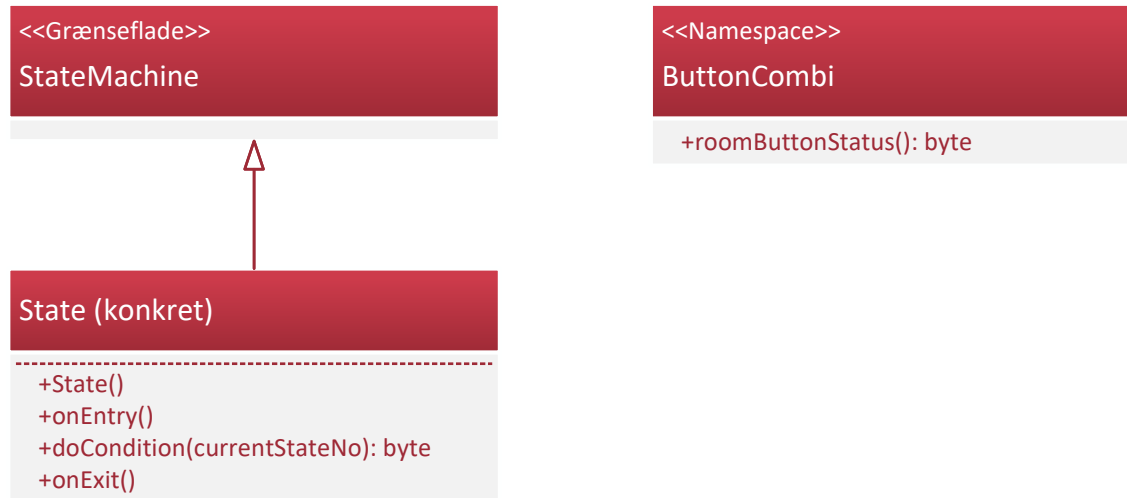 <<Grænseflade>>
StateMachine
<<Namespace>>
ButtonCombi
+roomButtonStatus(): byte
State (konkret)
+State()
+onEntry()
+doCondition(currentStateNo): byte
+onExit()